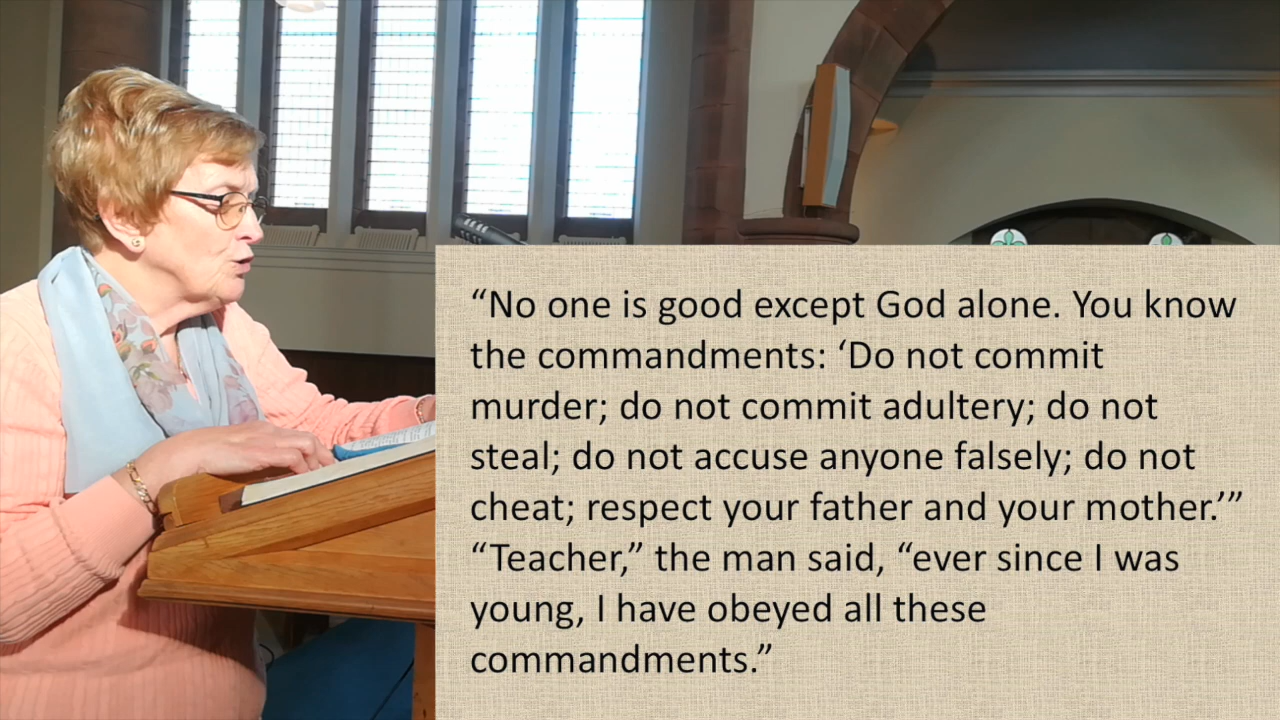 “No one is good except God alone. You know
the commandments: ‘Do not commit
murder; do not commit adultery; do not
steal; do not accuse anyone falsely; do not
cheat; respect your father and your mother.’”
“Teacher,” the man said, “ever since I was
young, I have obeyed all these
commandments.”